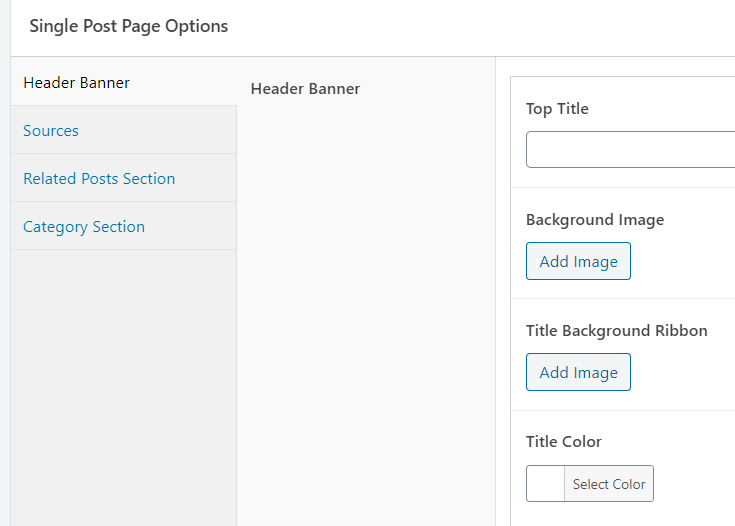 Single Post Page Options
Header Banner
Sources
Related Posts Section
Category Section
Header Banner
Top Title
Background Image
Add Image
Title Background Ribbon
Add Image
Title Color
Select Color